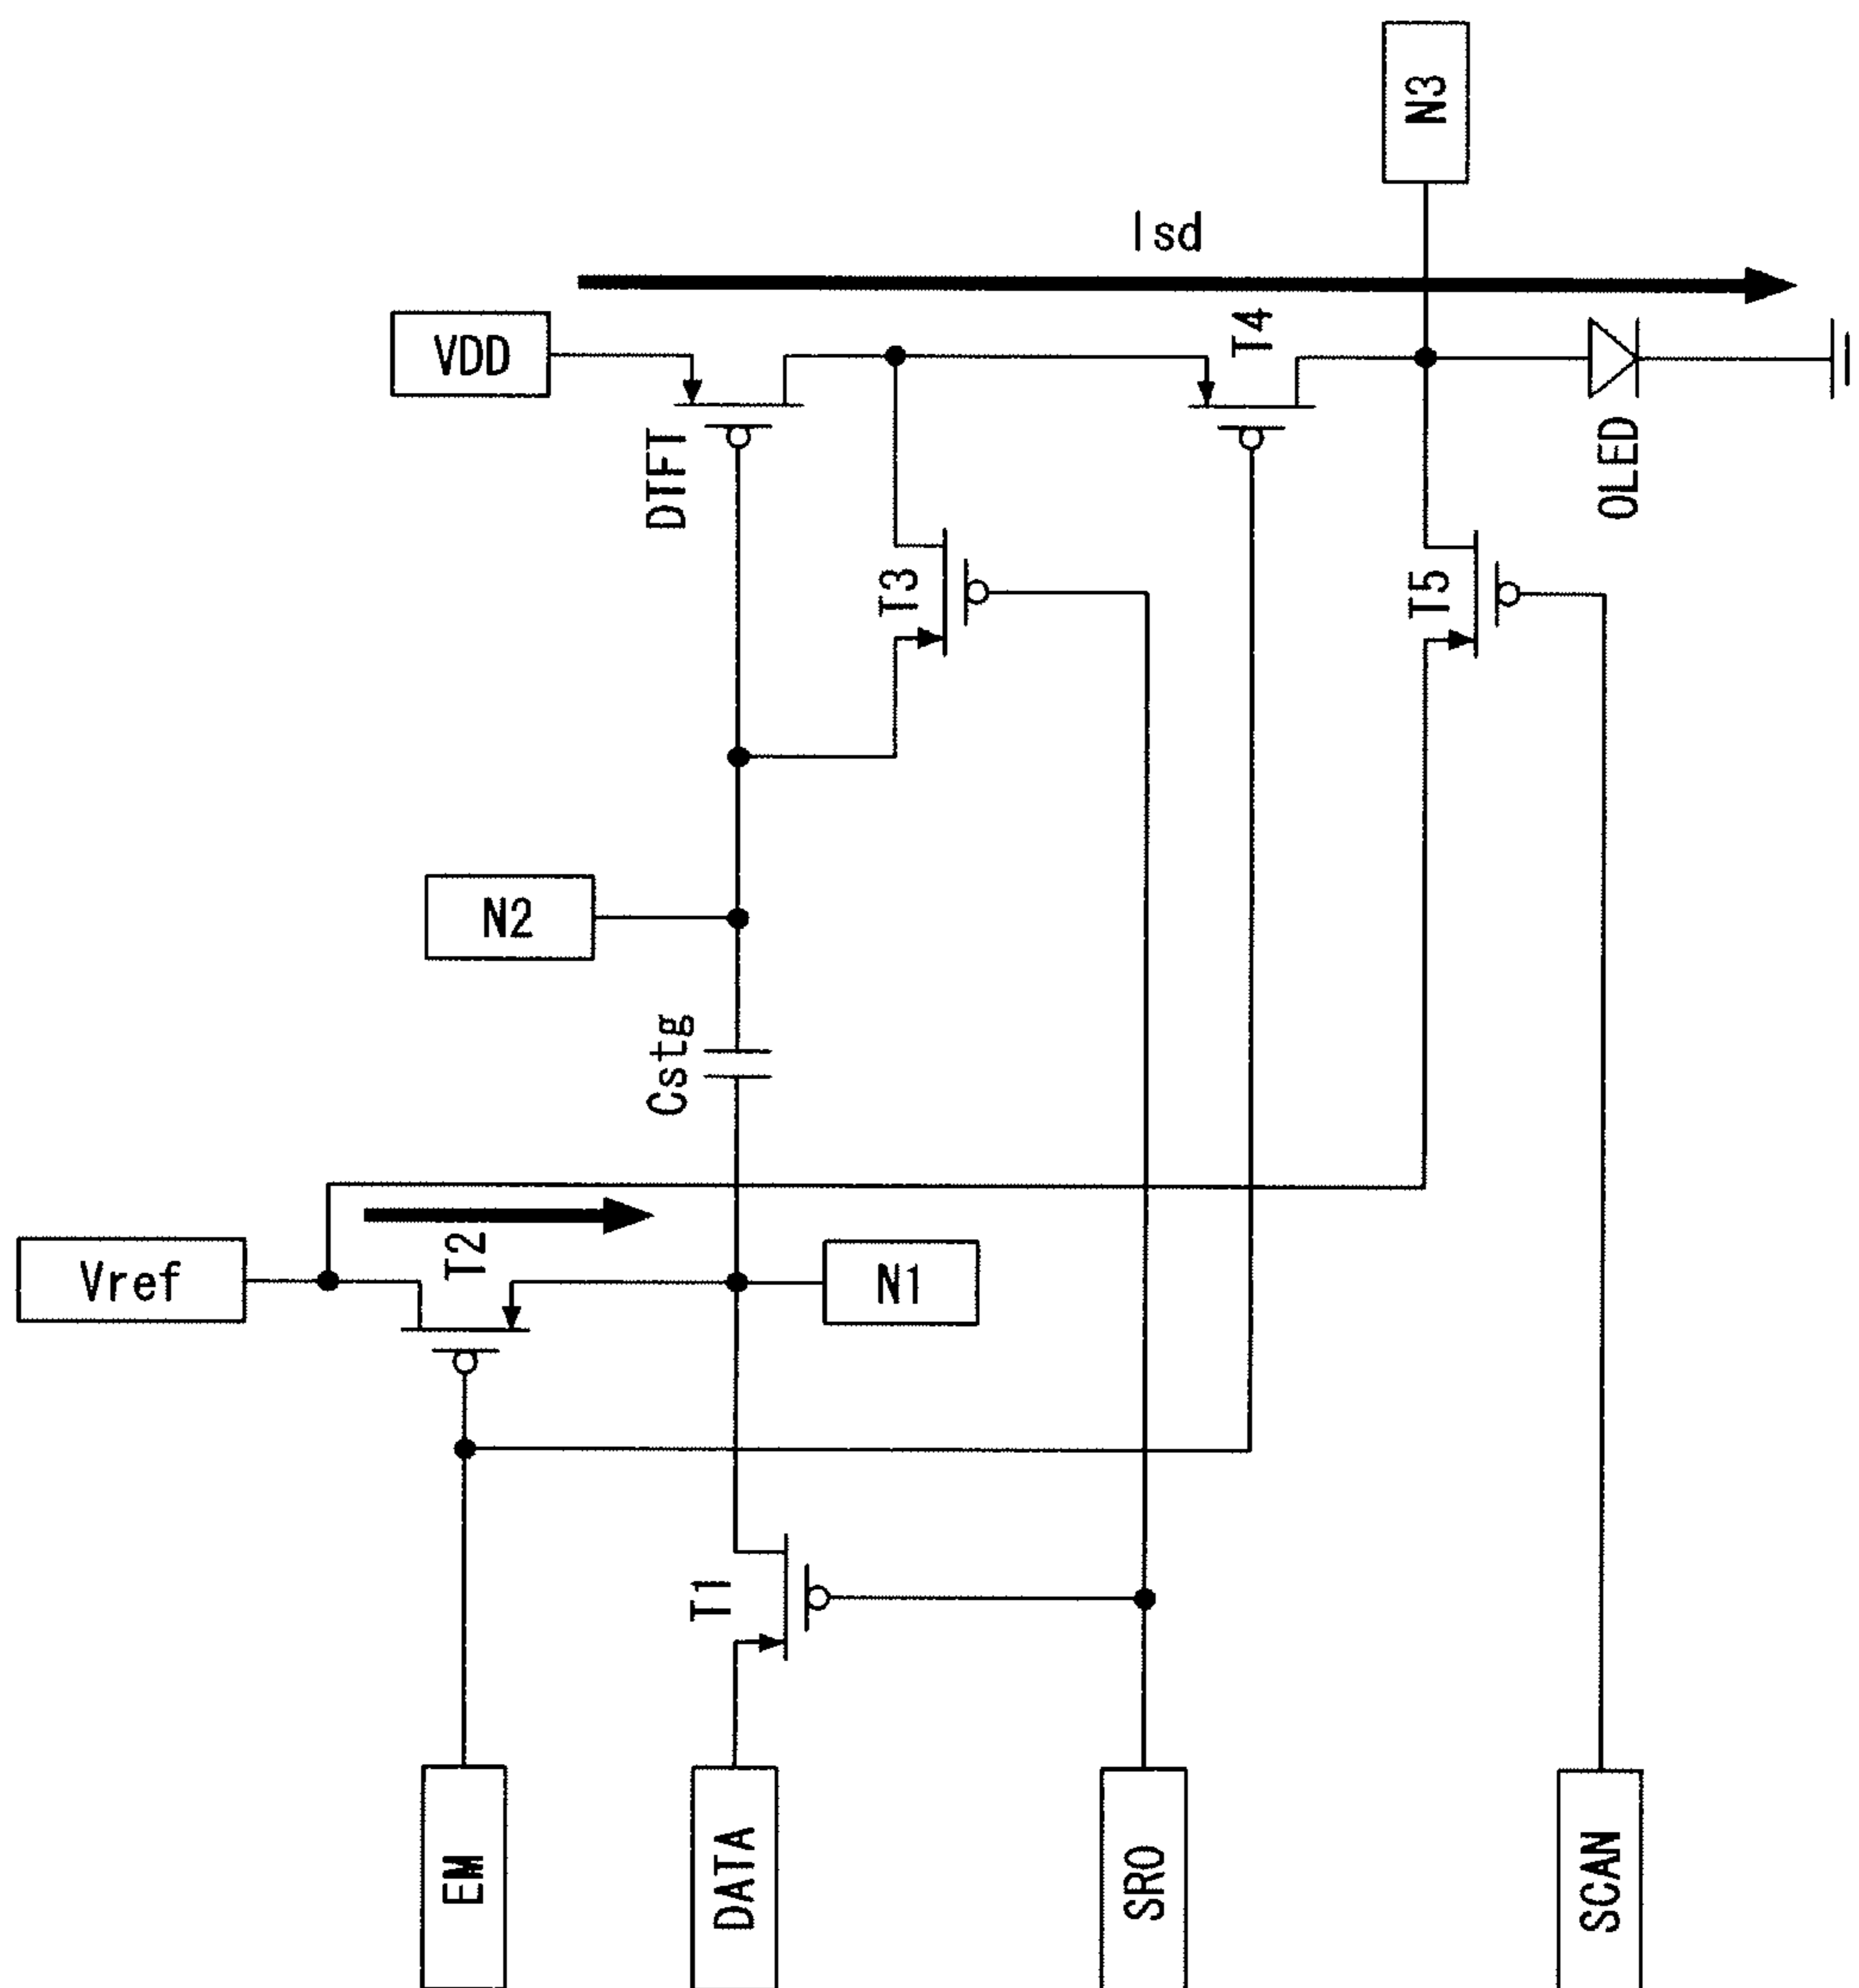 N3
Isd
VDD
T4
DTFT
OLED
T3
T5
N2
Cstg
T2
Vref
N1
T1
EM
DATA
SRO
SCAN